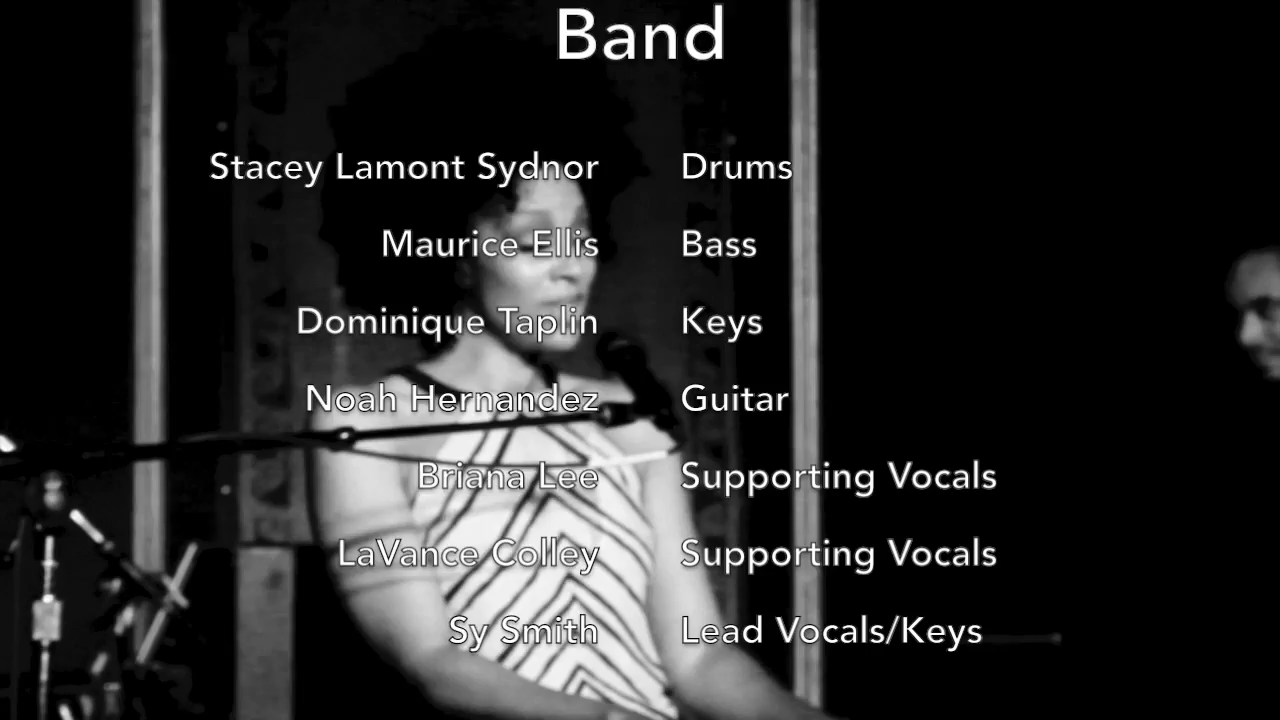 Band
Stacey Lamont Sydnor Drums
Maurice Ellis Bass
Dominique Taplin Keys
Noah Hernandez Guitar
Briana Lee Supporting Vocals
LaVance Colley Supporting Vocals
Sy Smith Lead Vocals/Keys